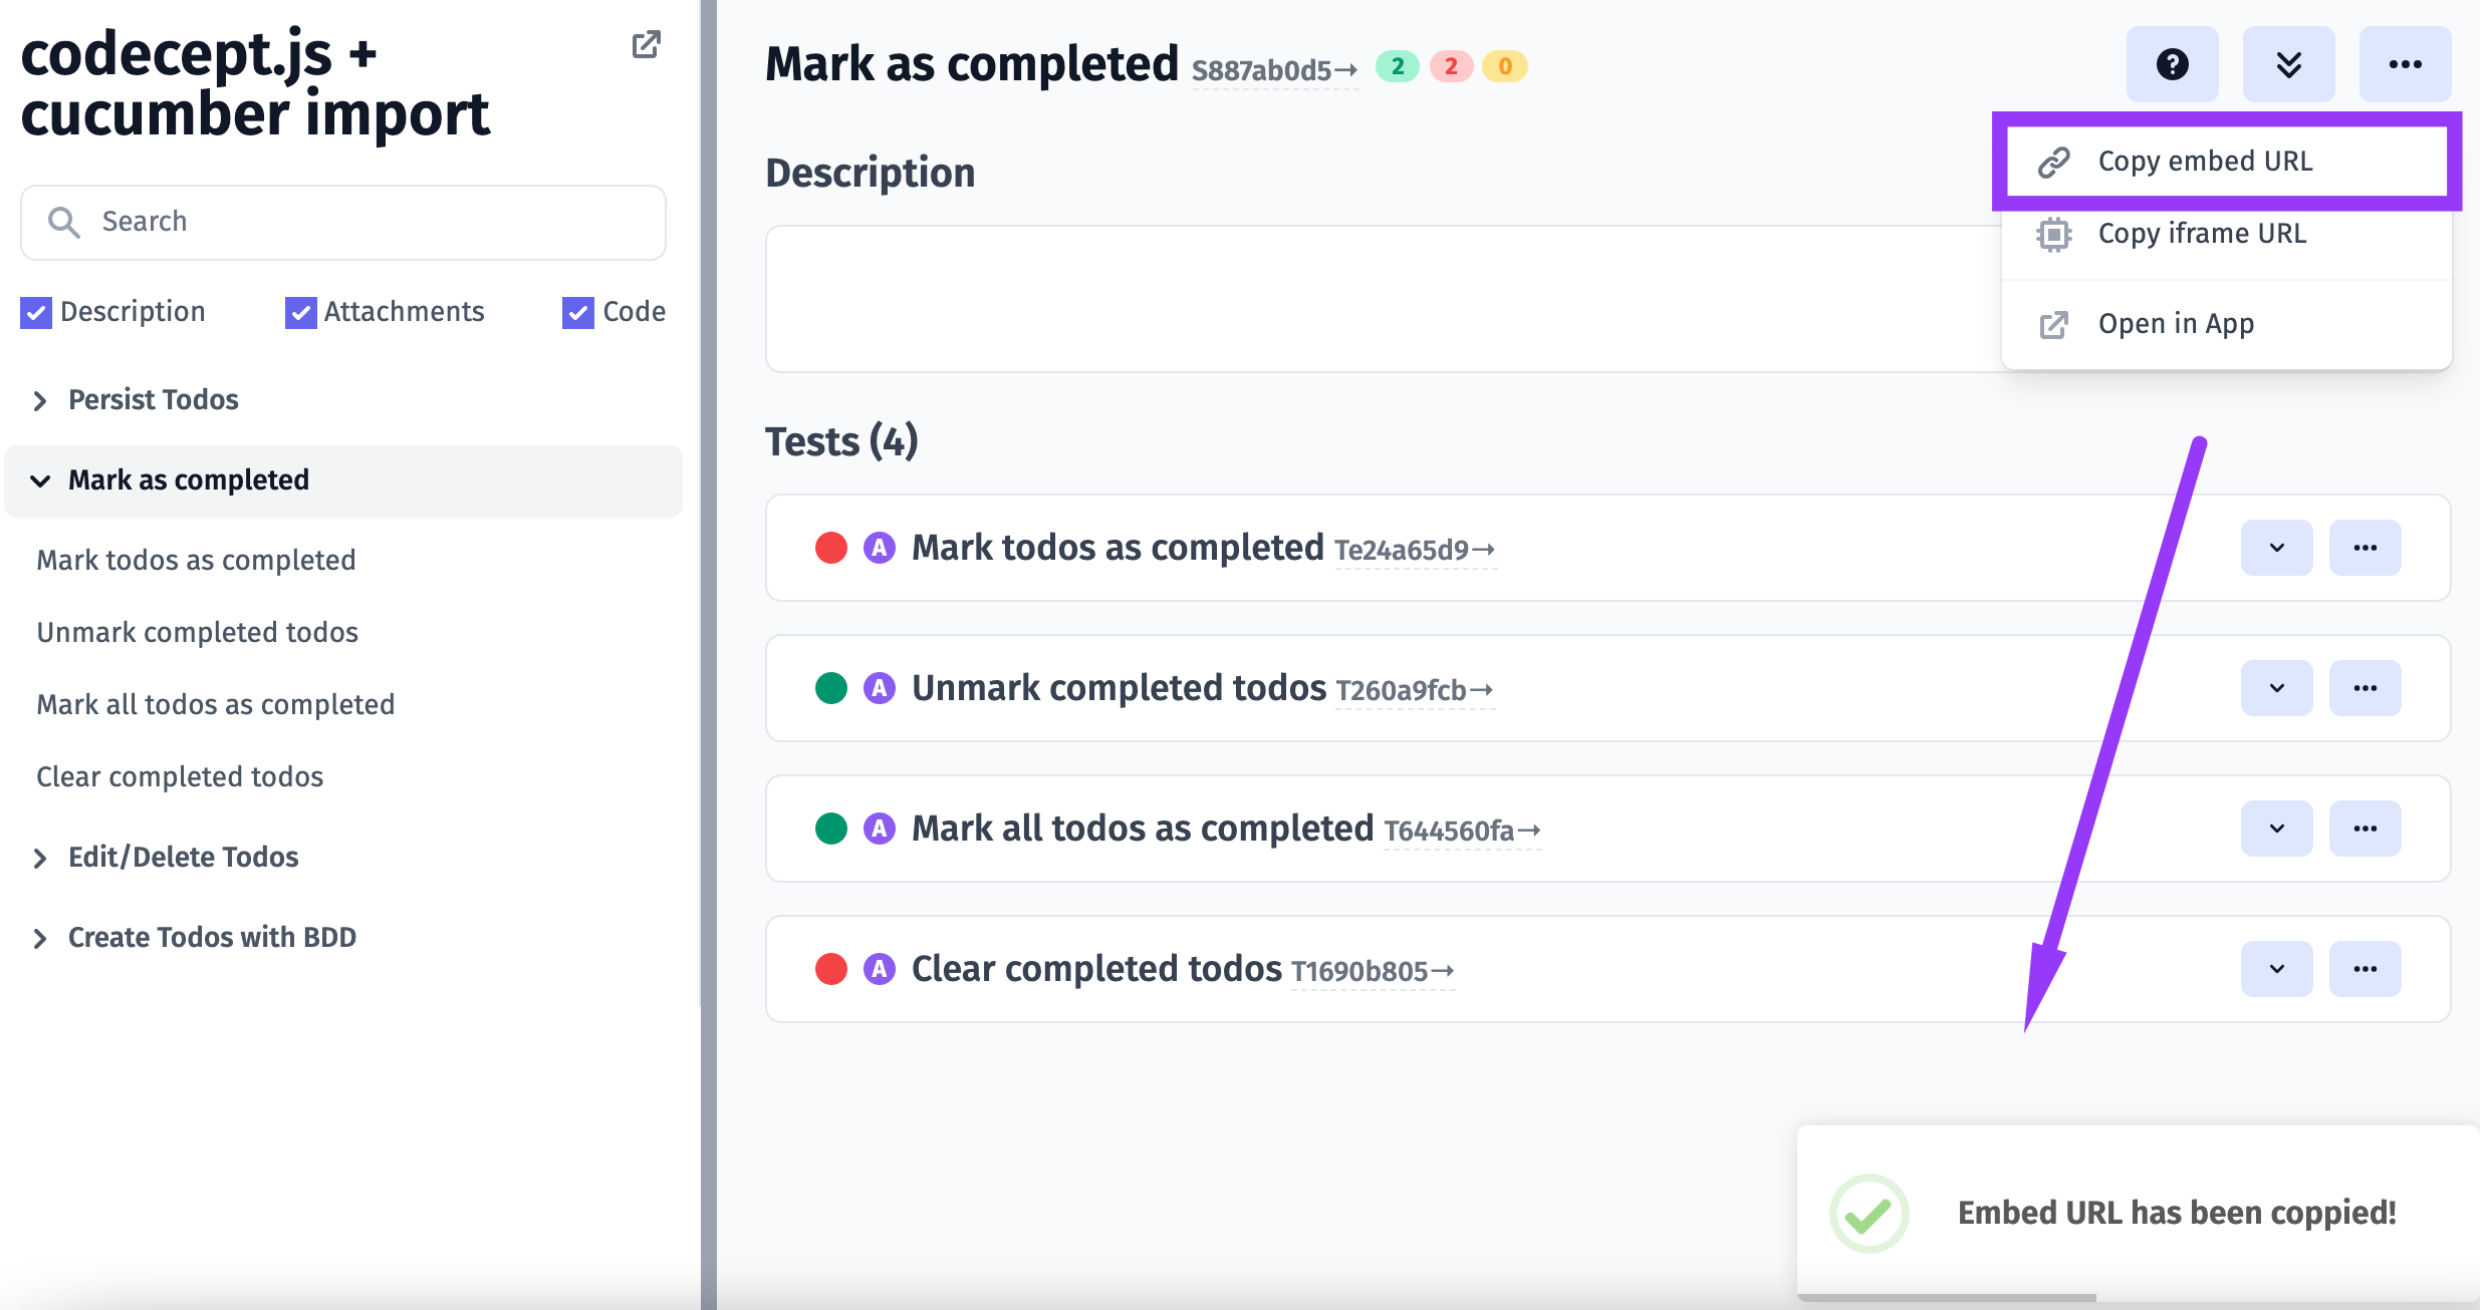 codecept.js +
cucumber import
Search
Description
Attachments
Code
Persist Todos
Mark as completed
Mark todos as completed
Unmark completed todos
Mark all todos as completed
Clear completed todos
Edit/Delete Todos
Create Todos with BDD
Mark as completed S887ab0d5→ 2 2 0
Copy embed URL
Copy iframe URL
Open in App
Description
Tests (4)
A Mark todos as completed Te24a65d9→
A Unmark completed todos T260a9fcb→
A Mark all todos as completed T644560fa→
A Clear completed todos T1690b805→
Embed URL has been coppied!